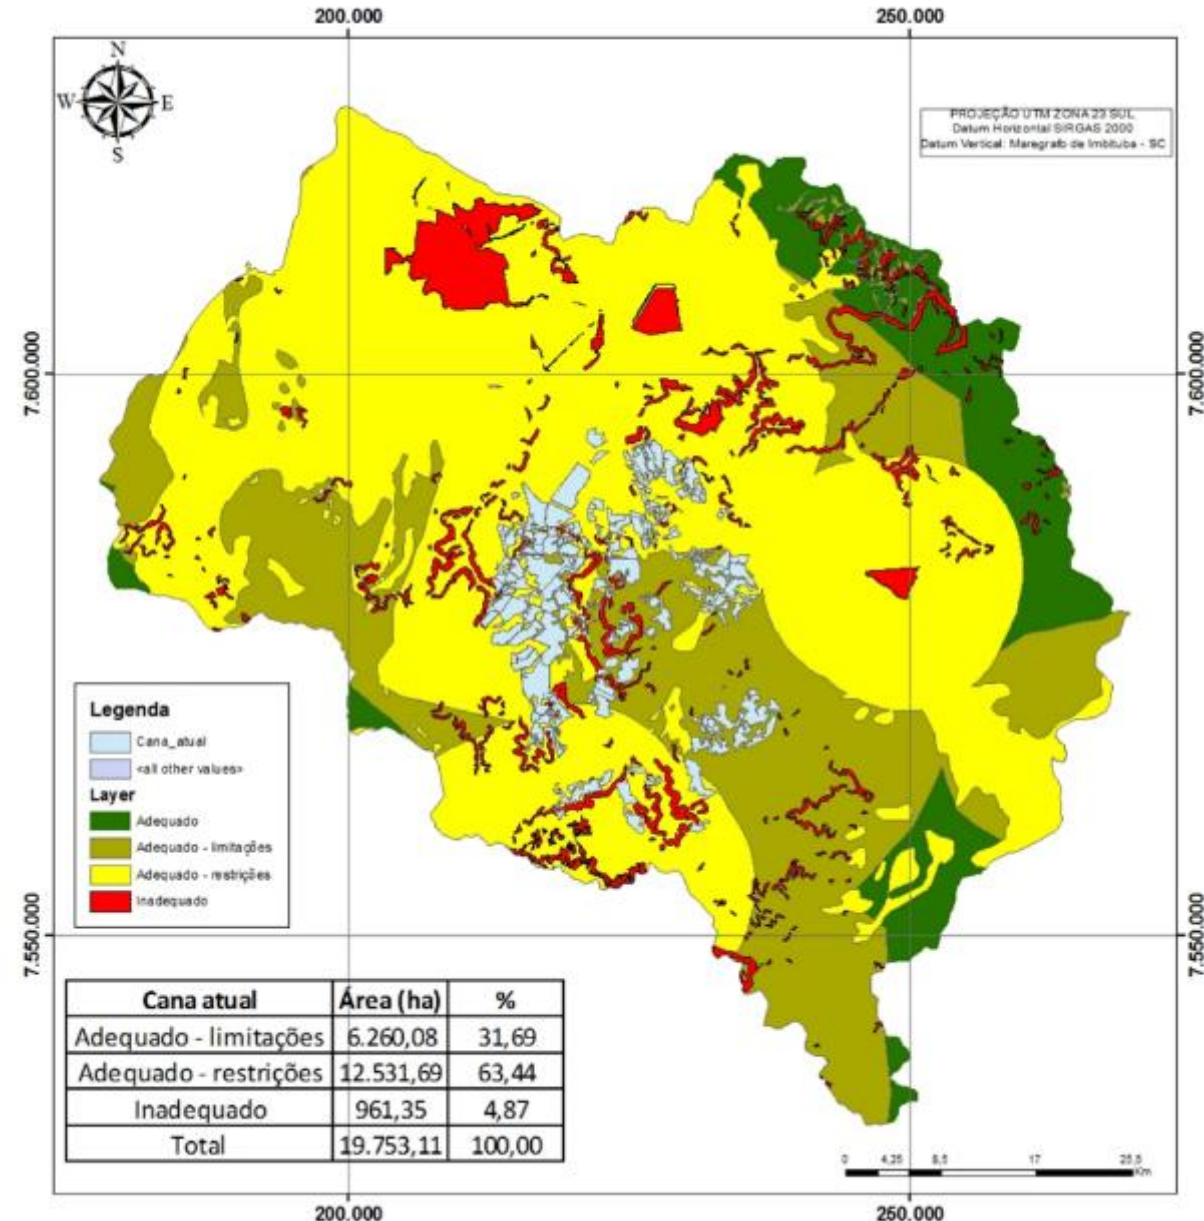 200.000
250.000
N
W E
S
PROJEÇÃO UTM ZONA 23 SUL
Datum Horizontal SIRGAS 2000
Datum Vertical: Maregrafo de Imbituba - SC
7.600.000
7.600.000
Legenda
Cana_atual
<all other values>
Layer
Adequado
Adequado - limitações
Adequado - restrições
Inadequado
7.550.000
7.550.000
Cana atual Área (ha) %
Adequado - limitações 6.260,08 31,69
Adequado - restrições 12.531,69 63,44
Inadequado 961,35 4,87
Total 19.753,11 100,00
0 4,25 8,5 17 25,5
Km
200.000
250.000